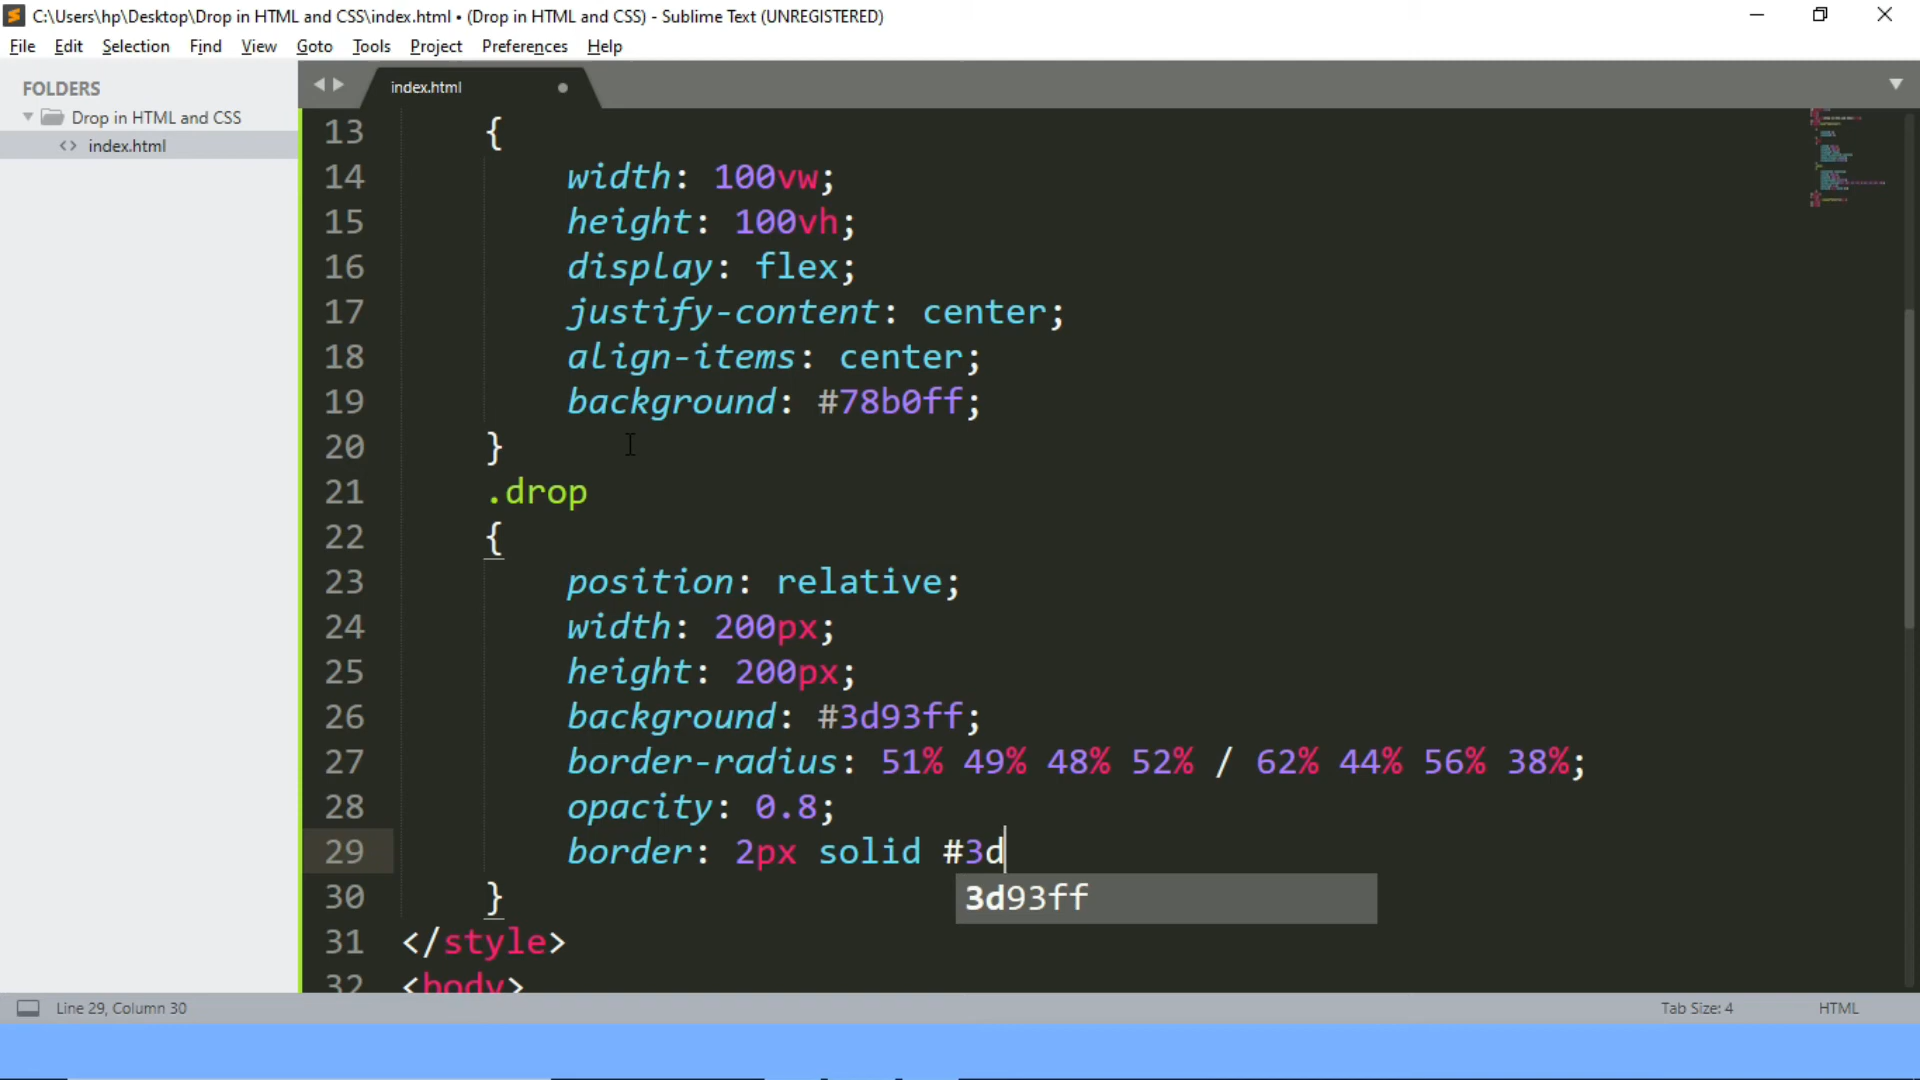 C:\Users\hp\Desktop\Drop in HTML and CSS\index.html • (Drop in HTML and CSS) - Sublime Text (UNREGISTERED)
File Edit Selection Find View Goto Tools Project Preferences Help
FOLDERS
Drop in HTML and CSS
<> index.html
index.html
13 {
14 width: 100vw;
15 height: 100vh;
16 display: flex;
17 justify-content: center;
18 align-items: center;
19 background: #78b0ff;
20 }
21 .drop
22 {
23 position: relative;
24 width: 200px;
25 height: 200px;
26 background: #3d93ff;
27 border-radius: 51% 49% 48% 52% / 62% 44% 56% 38%;
28 opacity: 0.8;
29 border: 2px solid #3d
3d93ff
30 }
31 </style>
32 <body>
Line 29, Column 30
Tab Size: 4
HTML